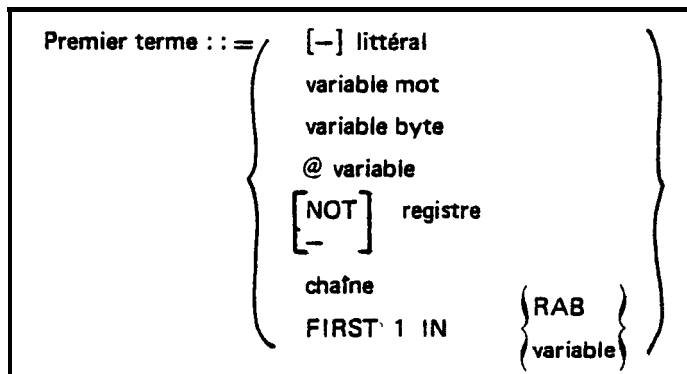 Premier terme : : = [–] littéral
variable mot
variable byte
@ variable
[NOT] registre
[–]
chaîne
FIRST 1 IN {RAB}
{variable}